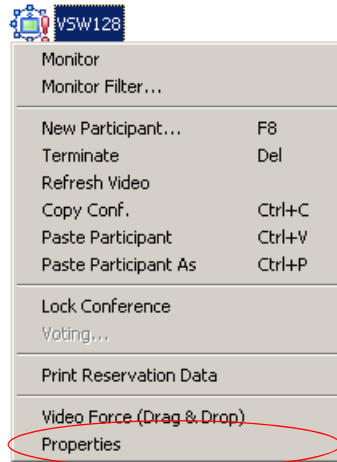 VSW128
Monitor
Monitor Filter...
New Participant... F8
Terminate Del
Refresh Video
Copy Conf. Ctrl+C
Paste Participant Ctrl+V
Paste Participant As Ctrl+P
Lock Conference
Voting...
Print Reservation Data
Video Force (Drag & Drop)
Properties